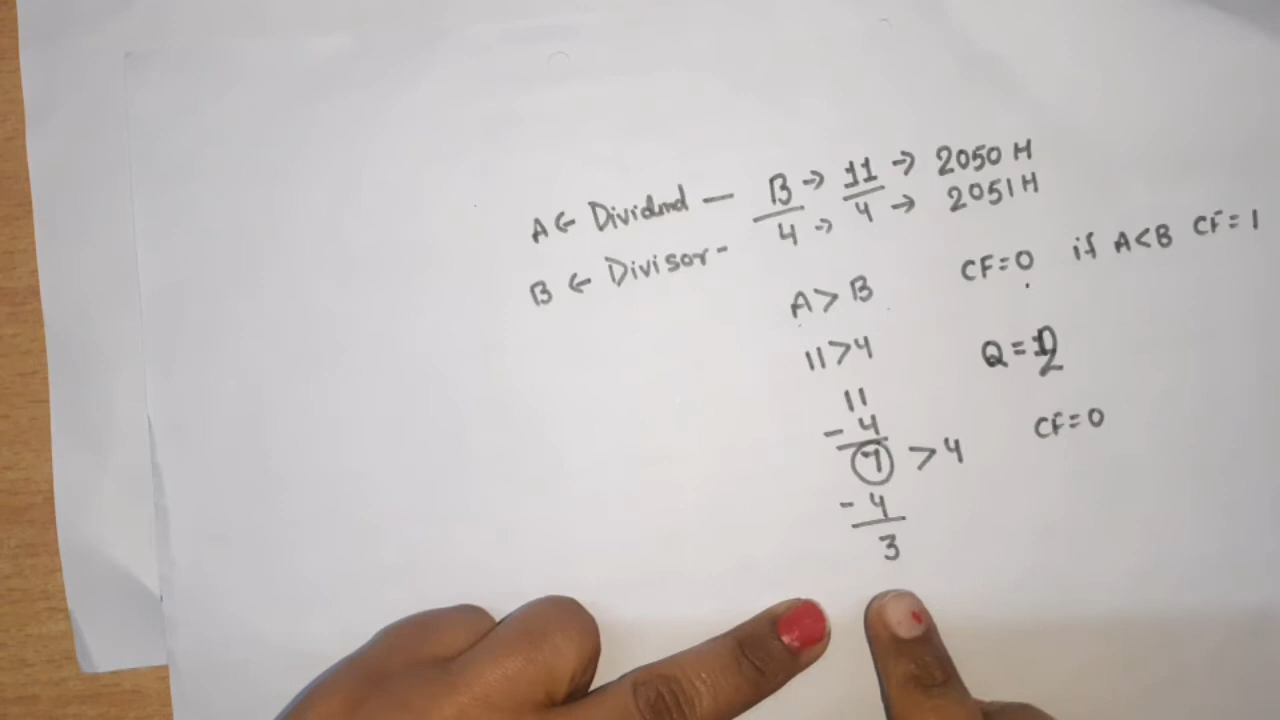 A ← Dividend — B → 11 → 2050 H
B ← Divisor - 4 → 4 → 2051 H
A > B CF = 0 if A < B CF = 1
11 > 4 Q = 2
11
- 4 CF = 0
7 > 4
- 4
3